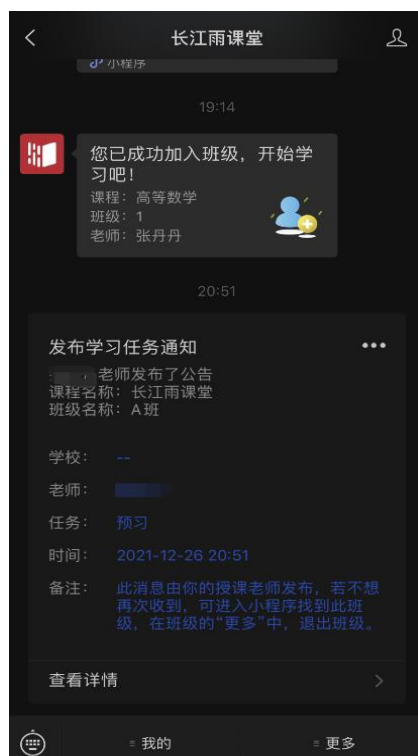 长江雨课堂
小程序
19:14
您已成功加入班级，开始学
习吧！
课程：高等数学
班级：1
老师：张丹丹
20:51
发布学习任务通知
老师发布了公告
课程名称：长江雨课堂
班级名称：A班
学校：--
老师：
任务：预习
时间：2021-12-26 20:51
备注：此消息由你的授课老师发布，若不想
再次收到，可进入小程序找到此班
级，在班级的“更多”中，退出班级。
查看详情
我的
更多